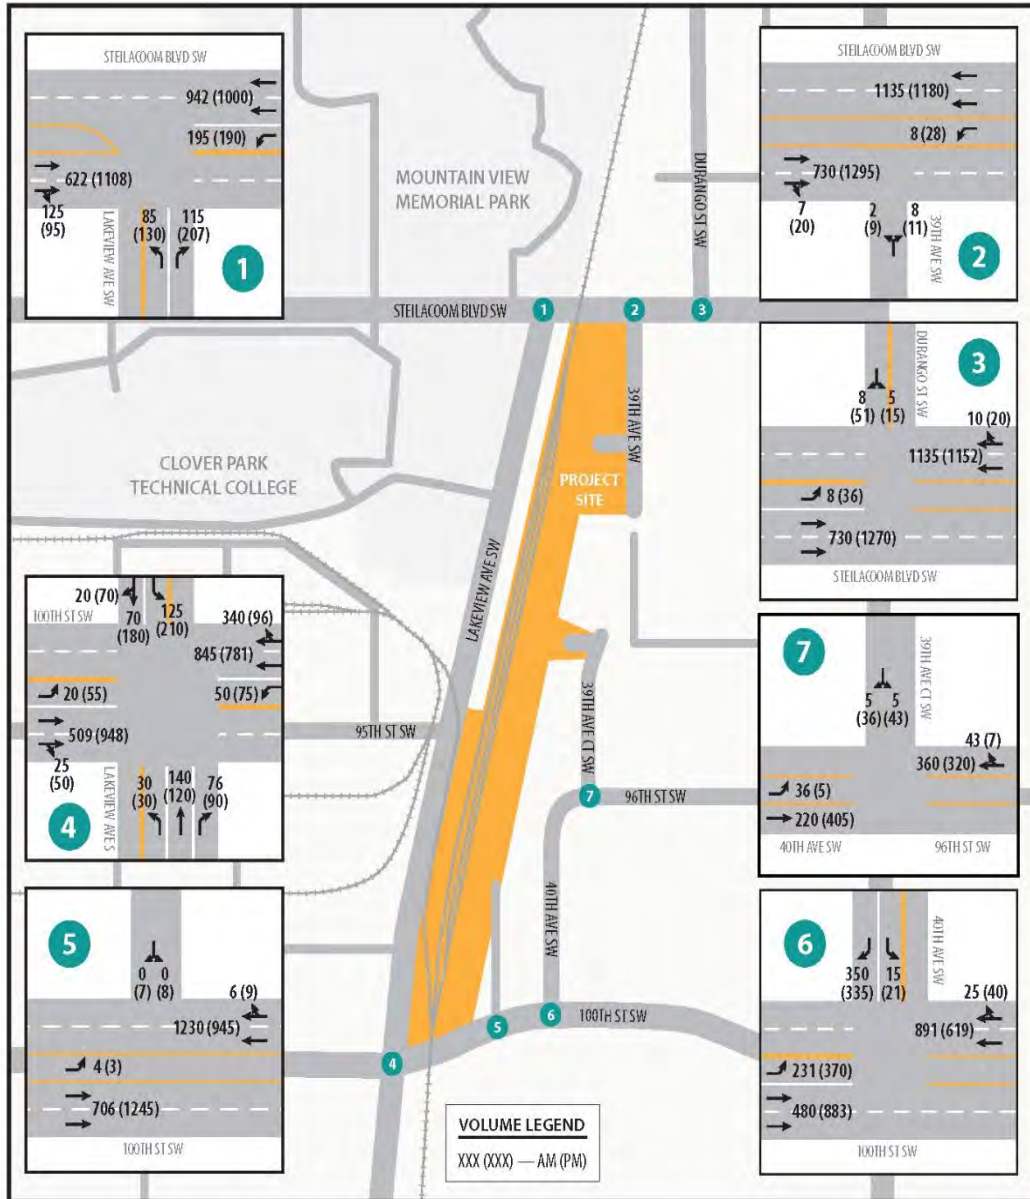 STEILACOOM BLVD SW
942 (1000)
195 (190)
622 (1108)
125
(95)
LAKEVIEW AVE SW
85
(130)
115
(207)
1
STEILACOOM BLVD SW
1135 (1180)
8 (28)
730 (1295)
7
(20)
2
(9)
8
(11)
39TH AVE SW
2
MOUNTAIN VIEW
MEMORIAL PARK
DURANGO ST SW
STEILACOOM BLVD SW
1
2
3
39TH AVE SW
PROJECT
SITE
CLOVER PARK
TECHNICAL COLLEGE
LAKEVIEW AVE SW
DURANGO ST SW
3
8
(51)
5
(15)
10 (20)
1135 (1152)
8 (36)
730 (1270)
STEILACOOM BLVD SW
20 (70)
100TH ST SW
70
(180)
125
(210)
340 (96)
845 (781)
20 (55)
50 (75)
509 (948)
25
(50)
LAKEVIEW AVE S
30
(30)
140
(120)
76
(90)
4
95TH ST SW
39TH AVE CT SW
7
96TH ST SW
40TH AVE SW
7
39TH AVE CT SW
5
(36)
5
(43)
43 (7)
360 (320)
36 (5)
220 (405)
40TH AVE SW
96TH ST SW
5
0
(7)
0
(8)
6 (9)
1230 (945)
4 (3)
706 (1245)
100TH ST SW
4
5
6
100TH ST SW
VOLUME LEGEND
XXX (XXX) — AM (PM)
40TH AVE SW
6
350
(335)
15
(21)
25 (40)
891 (619)
231 (370)
480 (883)
100TH ST SW